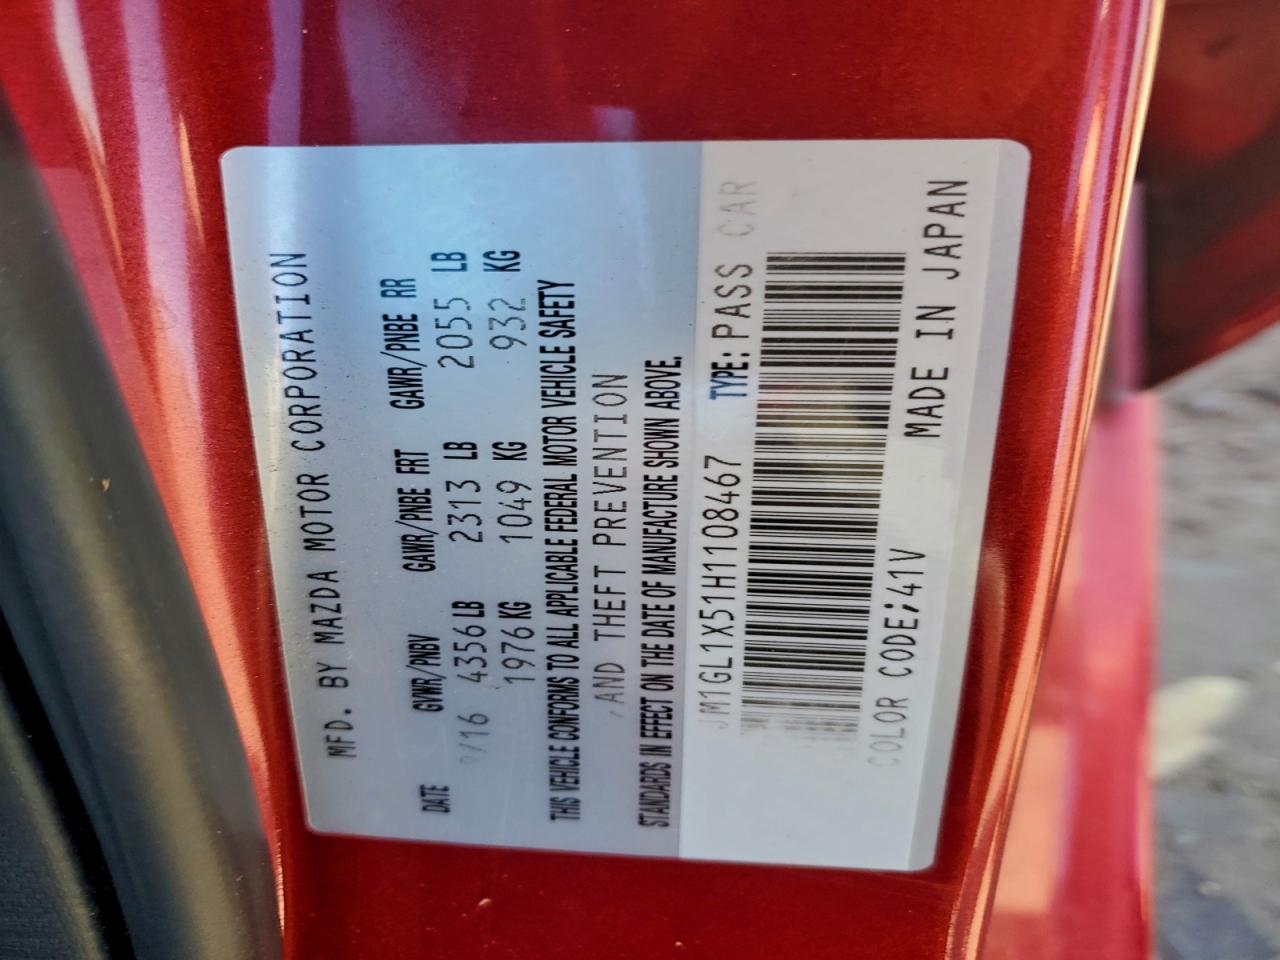 MFD. BY MAZDA MOTOR CORPORATION
DATE GVWR/PNBV GAWR/PNBE FRT GAWR/PNBE RR
/16 4356 LB 2313 LB 2055 LB
1976 KG 1049 KG 932 KG
THIS VEHICLE CONFORMS TO ALL APPLICABLE FEDERAL MOTOR VEHICLE SAFETY
,AND THEFT PREVENTION
STANDARDS IN EFFECT ON THE DATE OF MANUFACTURE SHOWN ABOVE.
JM1GL1X51H1108467 TYPE: PASS CAR
COLOR CODE;41V MADE IN JAPAN